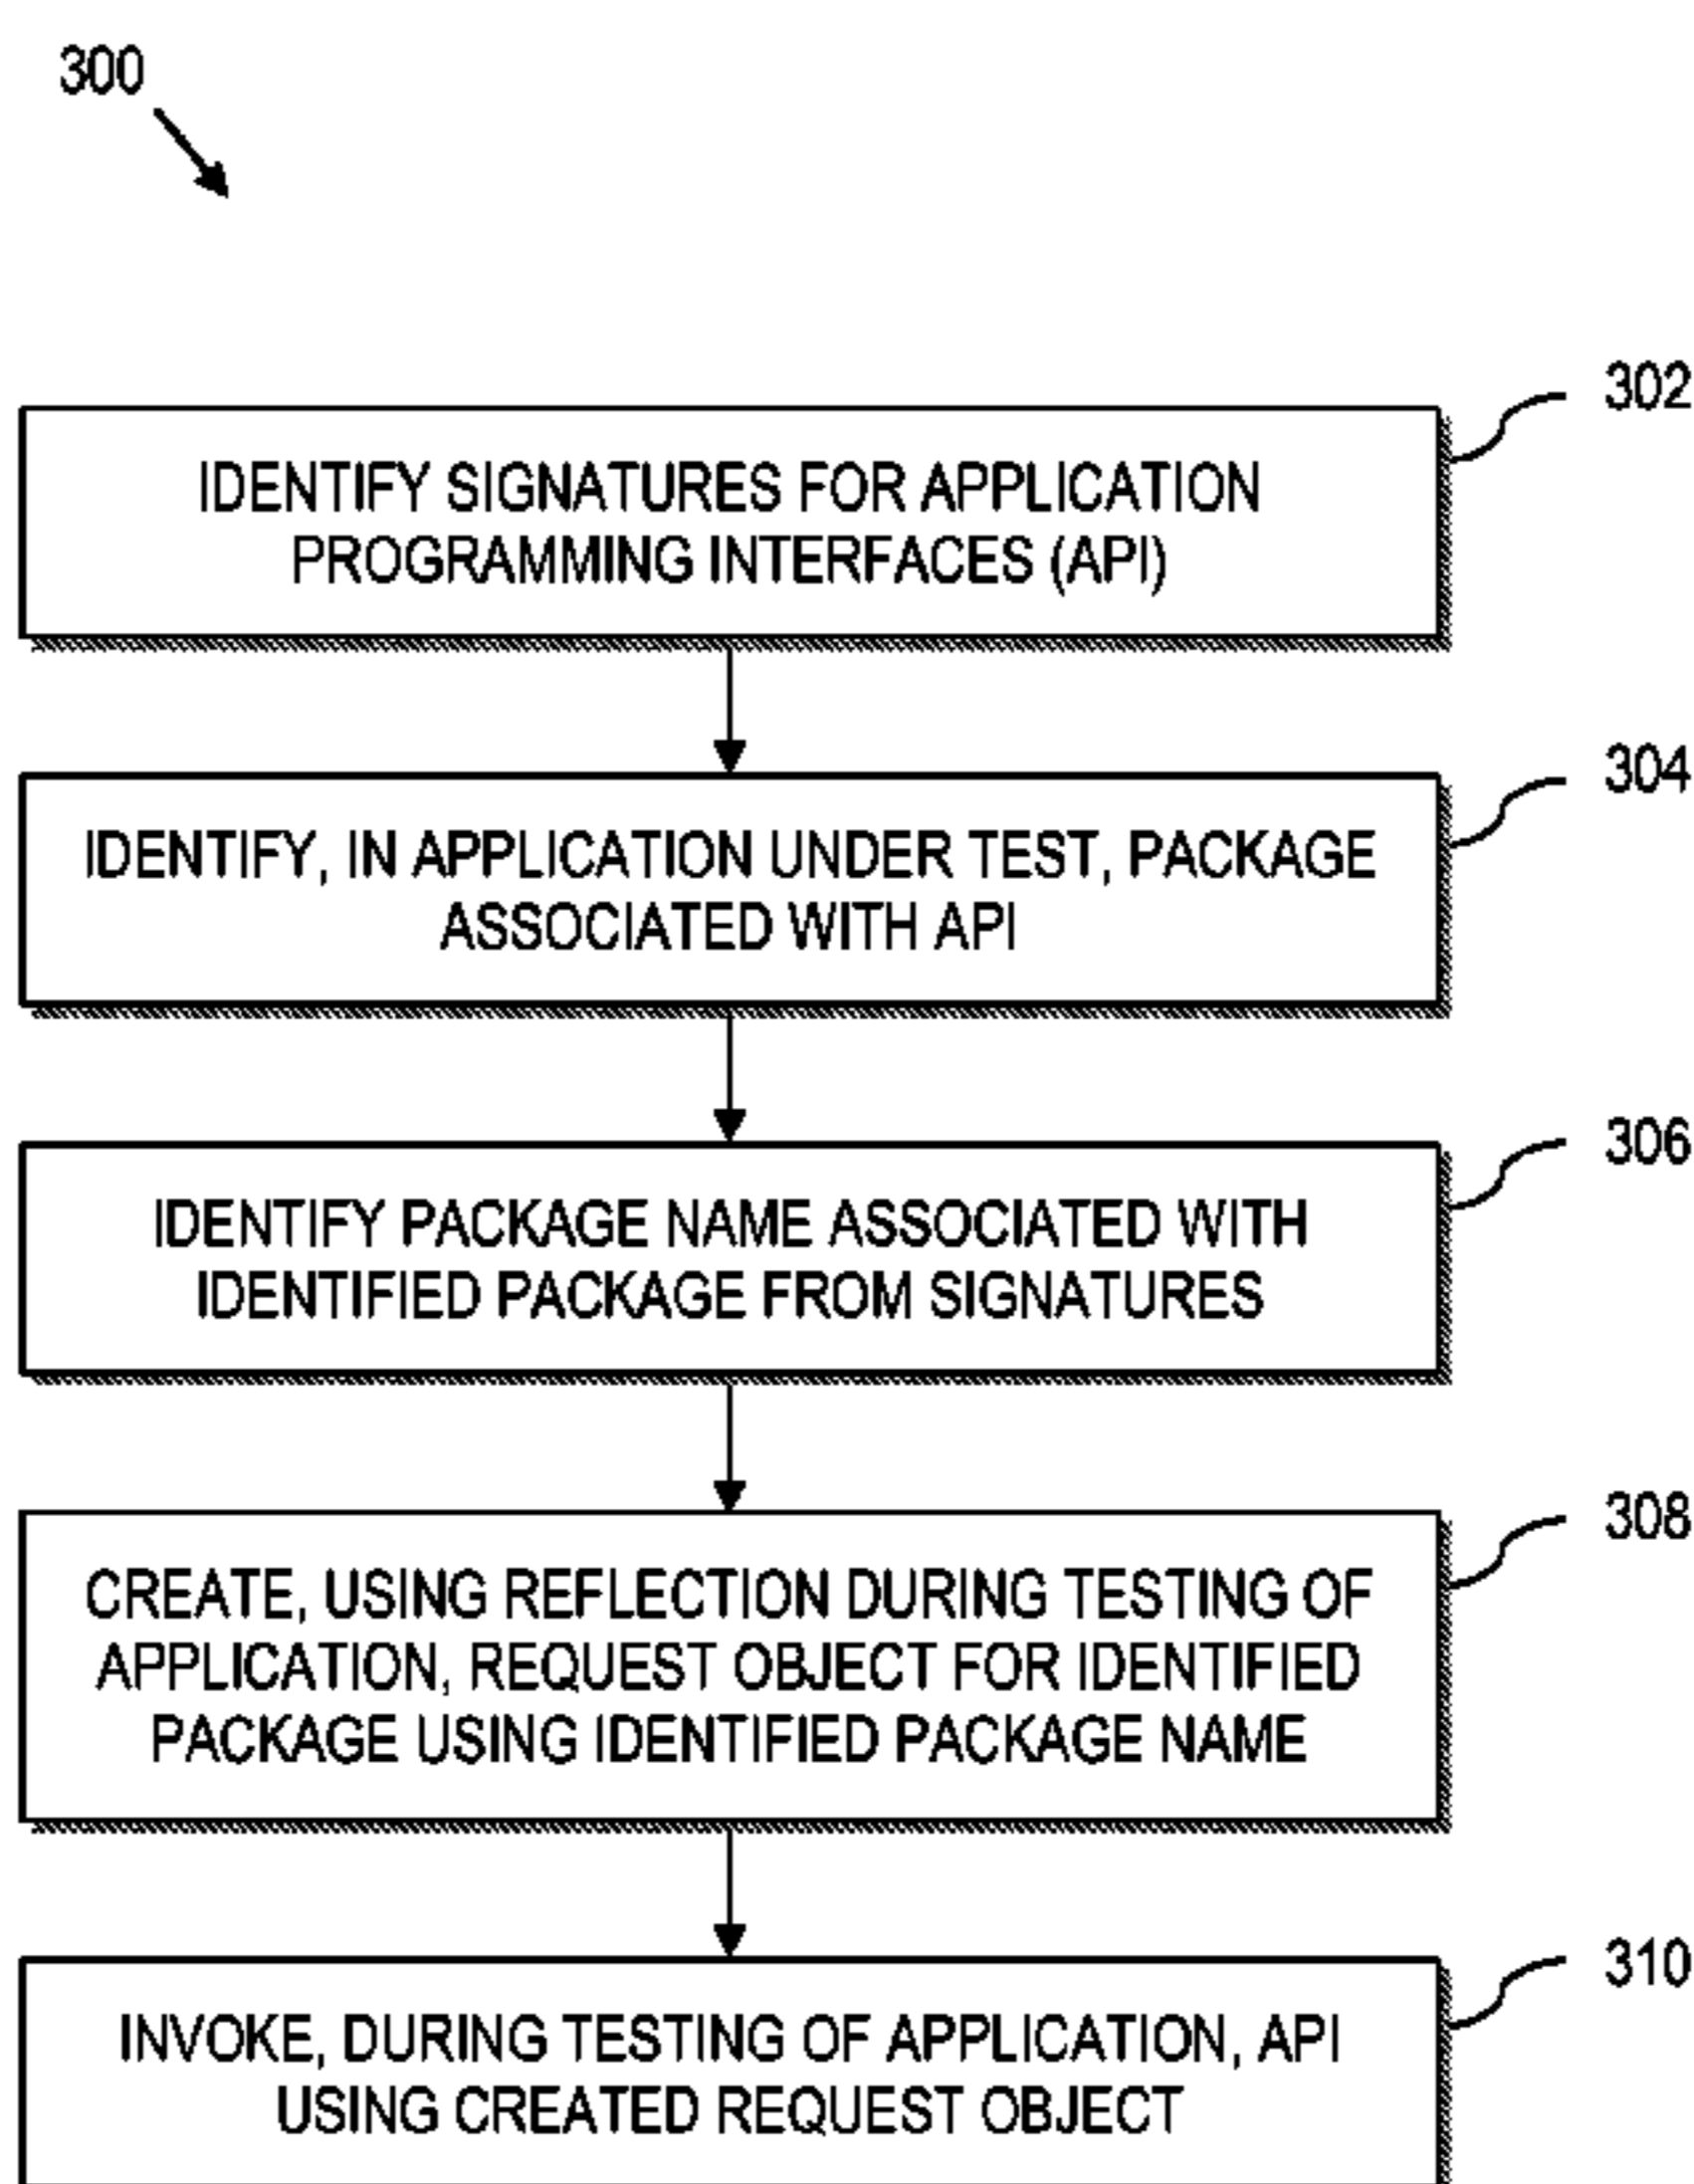 300
302
IDENTIFY SIGNATURES FOR APPLICATION
PROGRAMMING INTERFACES (API)
304
IDENTIFY, IN APPLICATION UNDER TEST, PACKAGE
ASSOCIATED WITH API
306
IDENTIFY PACKAGE NAME ASSOCIATED WITH
IDENTIFIED PACKAGE FROM SIGNATURES
308
CREATE, USING REFLECTION DURING TESTING OF
APPLICATION, REQUEST OBJECT FOR IDENTIFIED
PACKAGE USING IDENTIFIED PACKAGE NAME
310
INVOKE, DURING TESTING OF APPLICATION, API
USING CREATED REQUEST OBJECT